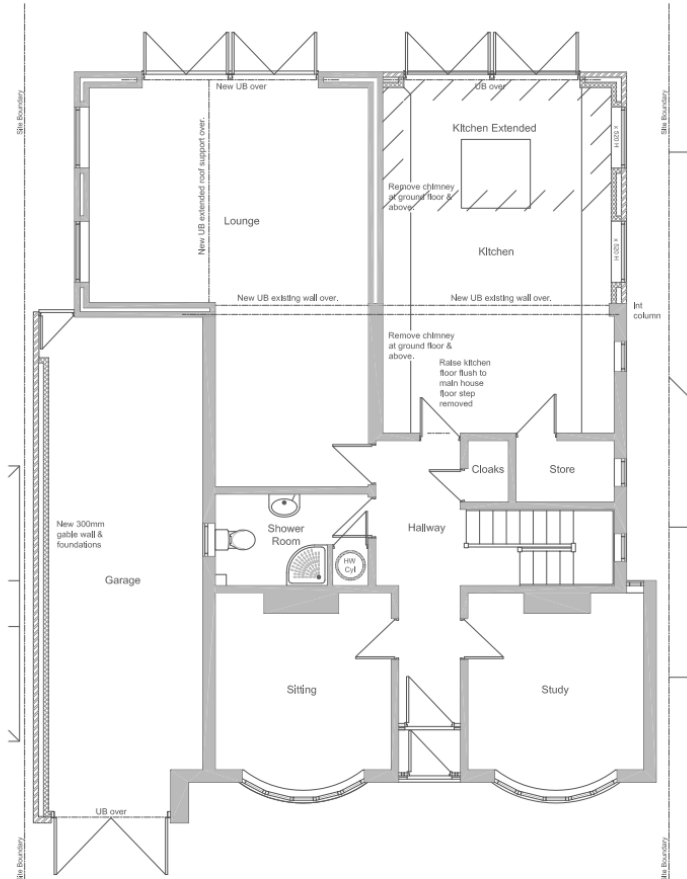 New UB over
UB over
Site Boundary
Site Boundary
Kitchen Extended
x 520 H
New UB extended roof support over.
Remove chimney
at ground floor &
above.
Lounge
Kitchen
x 520 H
New UB existing wall over.
New UB existing wall over.
Int
column
Remove chimney
at ground floor &
above.
Raise kitchen
floor flush to
main house
floor step
removed
Cloaks
Store
New 300mm
gable wall &
foundations
Shower
Room
Hallway
HW
Cyl
Garage
Sitting
Study
UB over
Site Boundary
Site Boundary